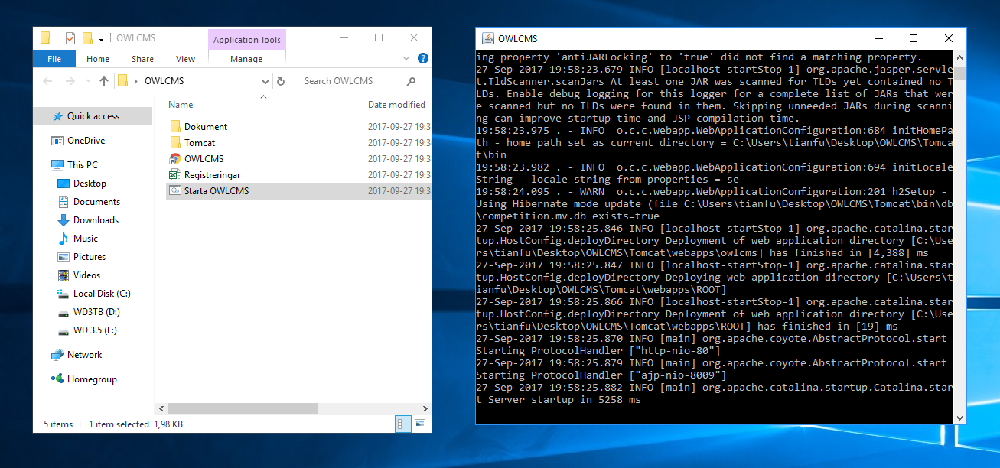 OWLCMS
Application Tools
File
Home
Share
View
Manage
OWLCMS
Search OWLCMS
Quick access
OneDrive
This PC
Desktop
Documents
Downloads
Music
Pictures
Videos
Local Disk (C:)
WD3TB (D:)
WD 3.5 (E:)
Network
Homegroup
Name
Date modified
Dokument
2017-09-27 19:3
Tomcat
2017-09-27 19:3
OWLCMS
2017-09-27 19:3
Registreringar
2017-09-27 19:3
Starta OWLCMS
2017-09-27 19:3
5 items
1 item selected 1,98 KB
OWLCMS
ing property 'antiJARLocking' to 'true' did not find a matching property.
27-Sep-2017 19:58:23.679 INFO [localhost-startStop-1] org.apache.jasper.servle
t.TldScanner.scanJars At least one JAR was scanned for TLDs yet contained no T
LDs. Enable debug logging for this logger for a complete list of JARs that wer
e scanned but no TLDs were found in them. Skipping unneeded JARs during scanni
ng can improve startup time and JSP compilation time.
19:58:23.975 . - INFO  o.c.c.webapp.WebApplicationConfiguration:684 initHomePa
th - home path set as current directory = C:\Users\tianfu\Desktop\OWLCMS\Tomca
t\bin
19:58:23.982 . - INFO  o.c.c.webapp.WebApplicationConfiguration:694 initLocale
String - locale string from properties = se
19:58:24.095 . - WARN  o.c.c.webapp.WebApplicationConfiguration:201 h2Setup -
Using Hibernate mode update (file C:\Users\tianfu\Desktop\OWLCMS\Tomcat\bin\db
\competition.mv.db exists=true
27-Sep-2017 19:58:25.846 INFO [localhost-startStop-1] org.apache.catalina.star
tup.HostConfig.deployDirectory Deployment of web application directory [C:\Use
rs\tianfu\Desktop\OWLCMS\Tomcat\webapps\owlcms] has finished in [4,388] ms
27-Sep-2017 19:58:25.847 INFO [localhost-startStop-1] org.apache.catalina.star
tup.HostConfig.deployDirectory Deploying web application directory [C:\Users\t
ianfu\Desktop\OWLCMS\Tomcat\webapps\ROOT]
27-Sep-2017 19:58:25.866 INFO [localhost-startStop-1] org.apache.catalina.star
tup.HostConfig.deployDirectory Deployment of web application directory [C:\Use
rs\tianfu\Desktop\OWLCMS\Tomcat\webapps\ROOT] has finished in [19] ms
27-Sep-2017 19:58:25.870 INFO [main] org.apache.coyote.AbstractProtocol.start
Starting ProtocolHandler ["http-nio-80"]
27-Sep-2017 19:58:25.879 INFO [main] org.apache.coyote.AbstractProtocol.start
Starting ProtocolHandler ["ajp-nio-8009"]
27-Sep-2017 19:58:25.882 INFO [main] org.apache.catalina.startup.Catalina.star
t Server startup in 5258 ms